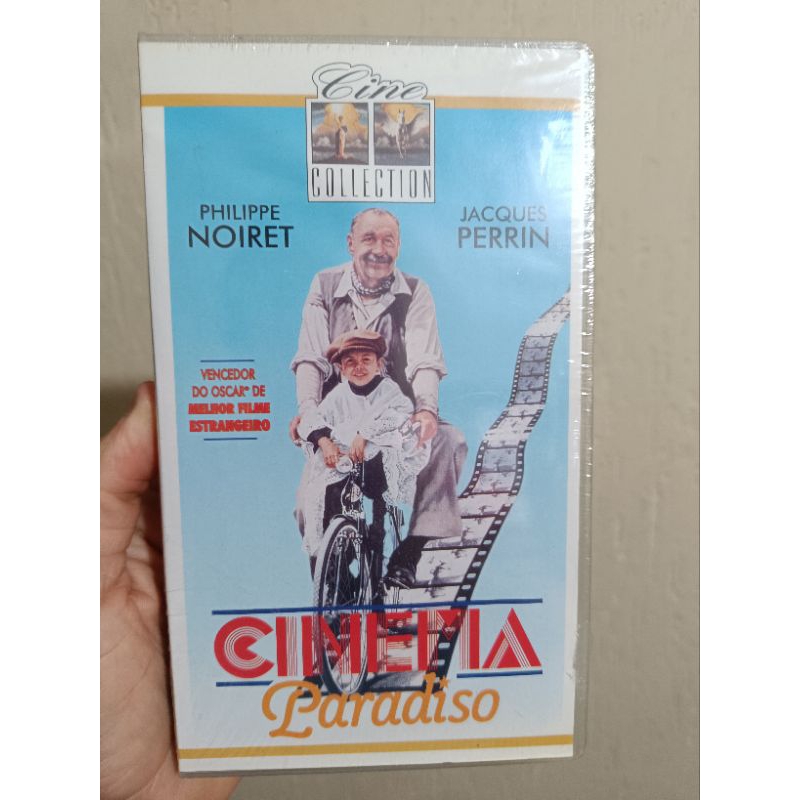 Cine
COLLECTION
PHILIPPE
NOIRET
JACQUES
PERRIN
VENCEDOR
DO OSCAR® DE
MELHOR FILME
ESTRANGEIRO
CINEMA
Paradiso